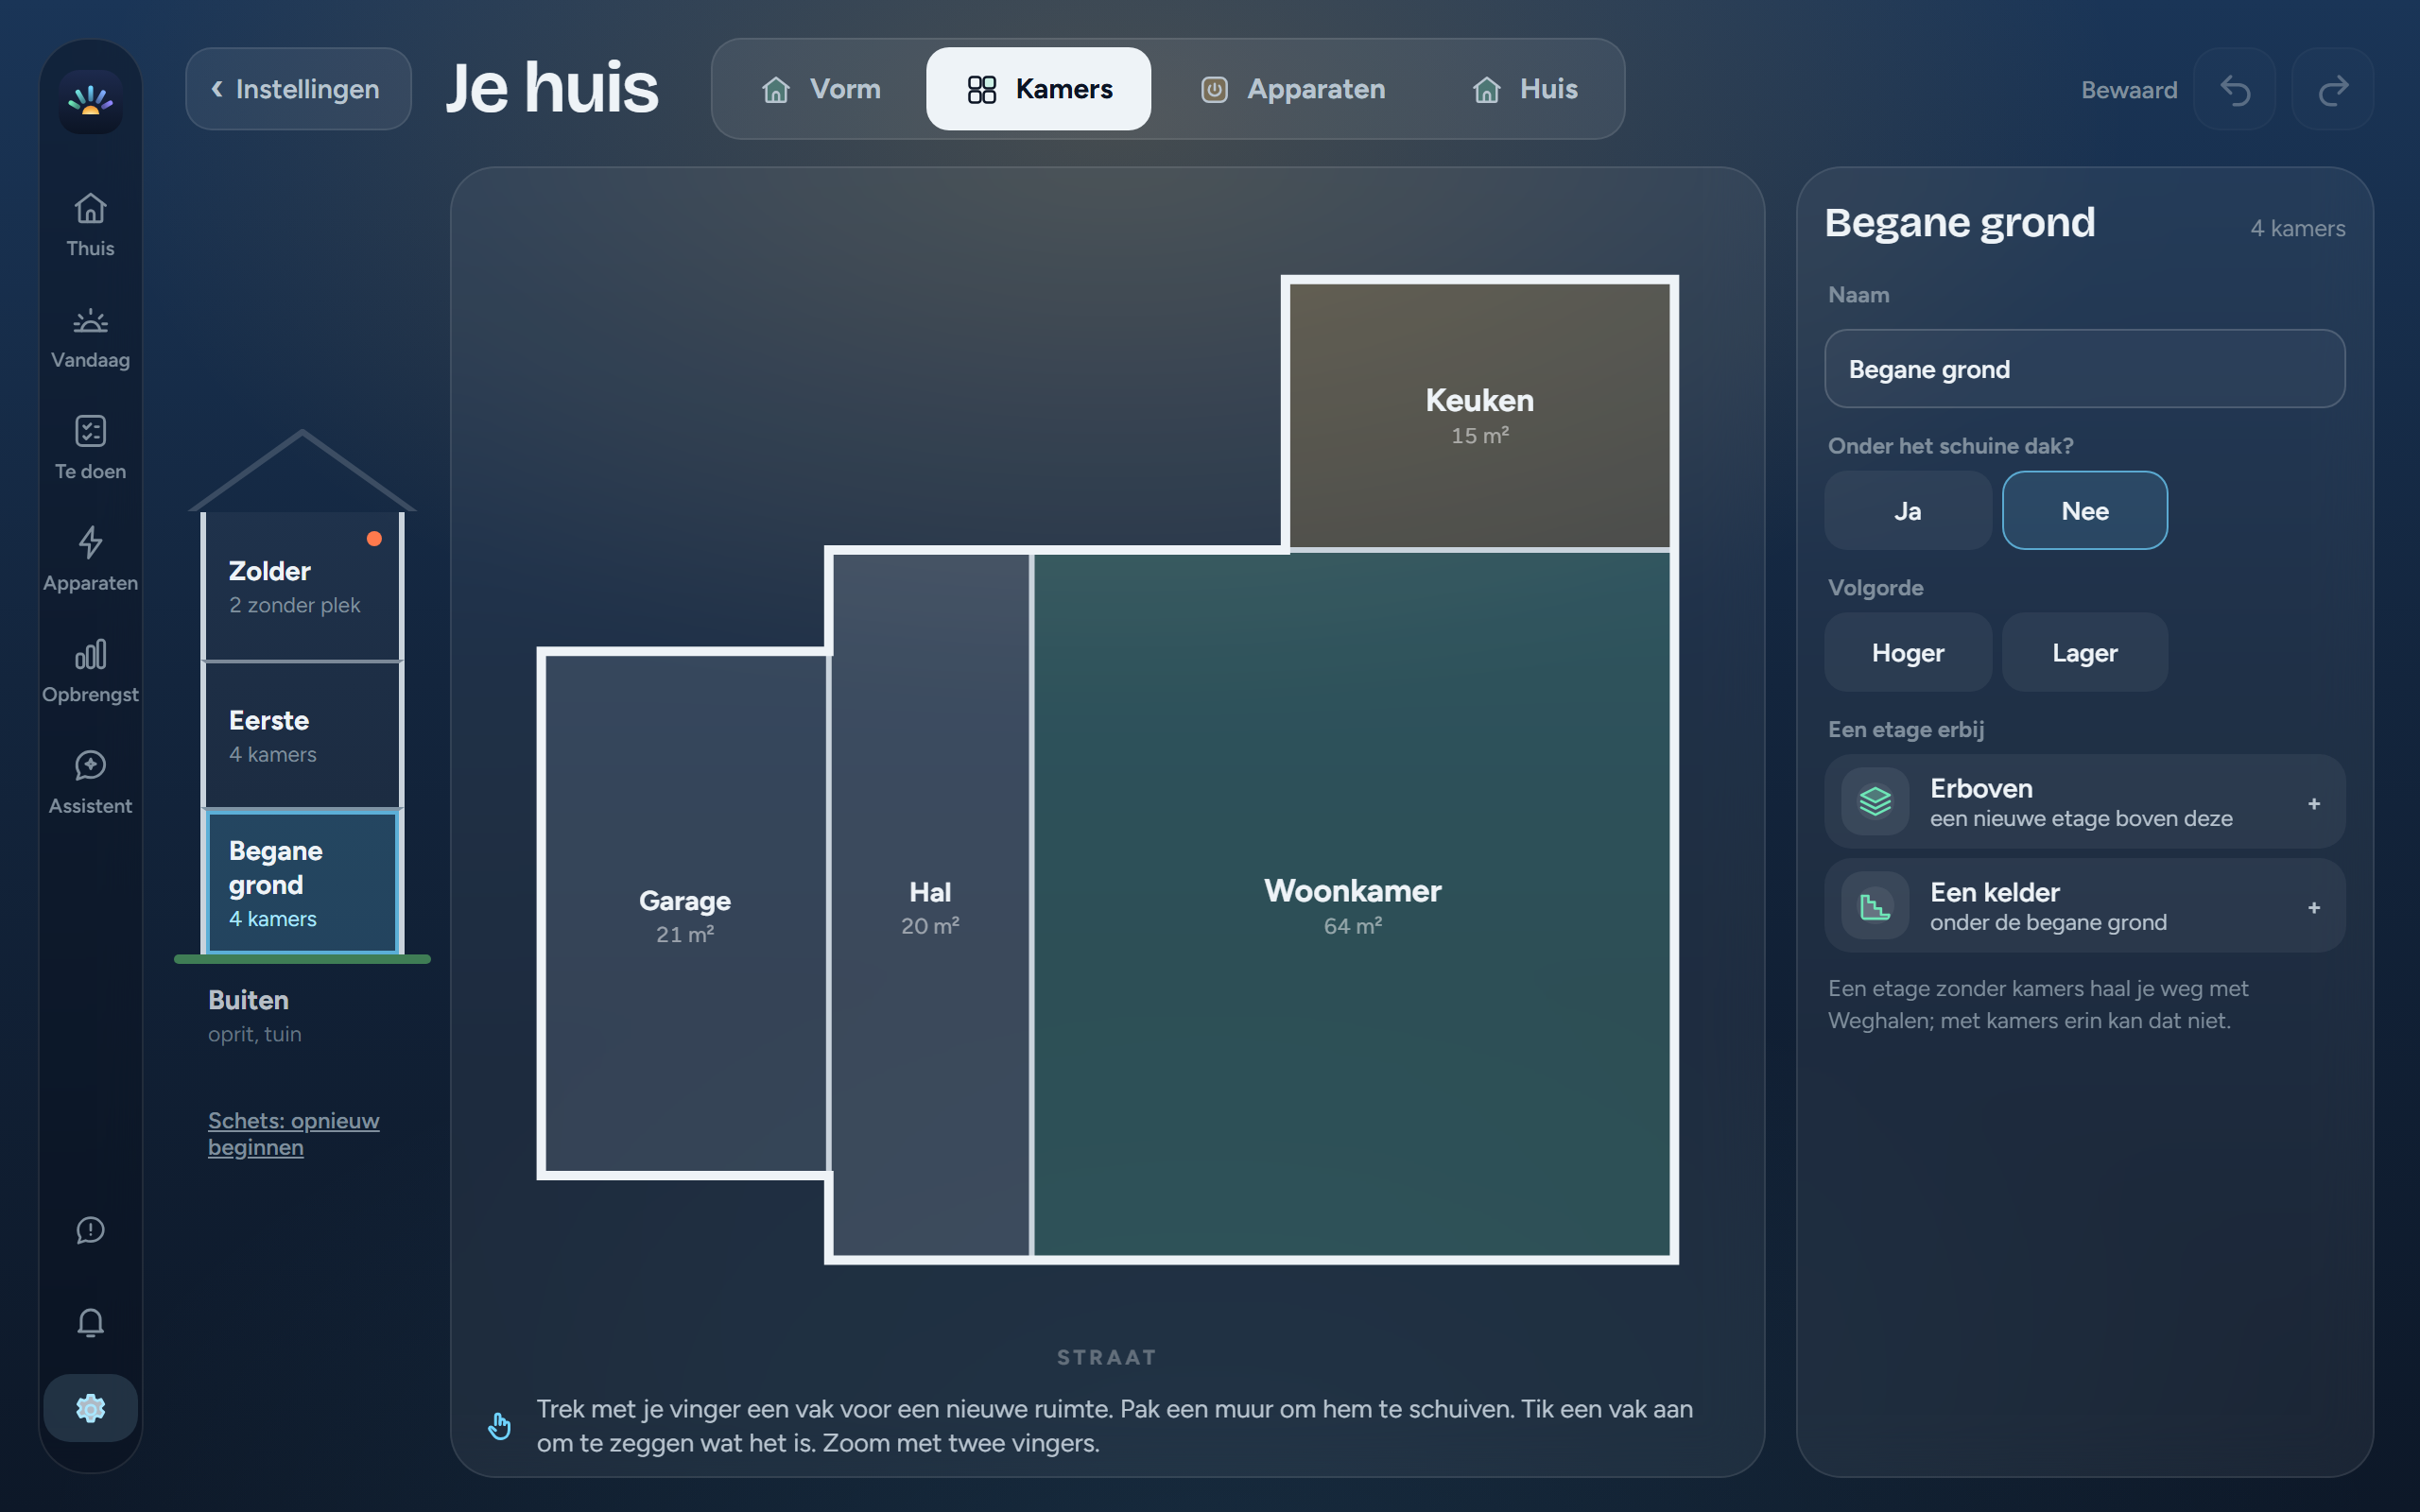 Instellingen
Je huis
Vorm
Kamers
Apparaten
Huis
Bewaard
Thuis
Vandaag
Te doen
Apparaten
Opbrengst
Assistent
Zolder
2 zonder plek
Eerste
4 kamers
Begane
grond
4 kamers
Buiten
oprit, tuin
Schets: opnieuw
beginnen
Keuken
15 m²
Garage
21 m²
Hal
20 m²
Woonkamer
64 m²
STRAAT
Trek met je vinger een vak voor een nieuwe ruimte. Pak een muur om hem te schuiven. Tik een vak aan
om te zeggen wat het is. Zoom met twee vingers.
Begane grond
4 kamers
Naam
Begane grond
Onder het schuine dak?
Ja
Nee
Volgorde
Hoger
Lager
Een etage erbij
Erboven
een nieuwe etage boven deze
+
Een kelder
onder de begane grond
+
Een etage zonder kamers haal je weg met
Weghalen; met kamers erin kan dat niet.